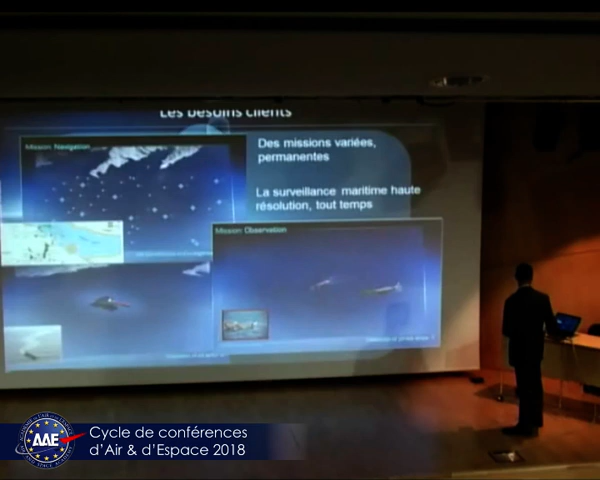 Les besoins clients
Mission: Navigation
Des missions variées,
permanentes
La surveillance maritime haute
résolution, tout temps
Mission: Observation
AAE
Cycle de conférences
d'Air & d'Espace 2018